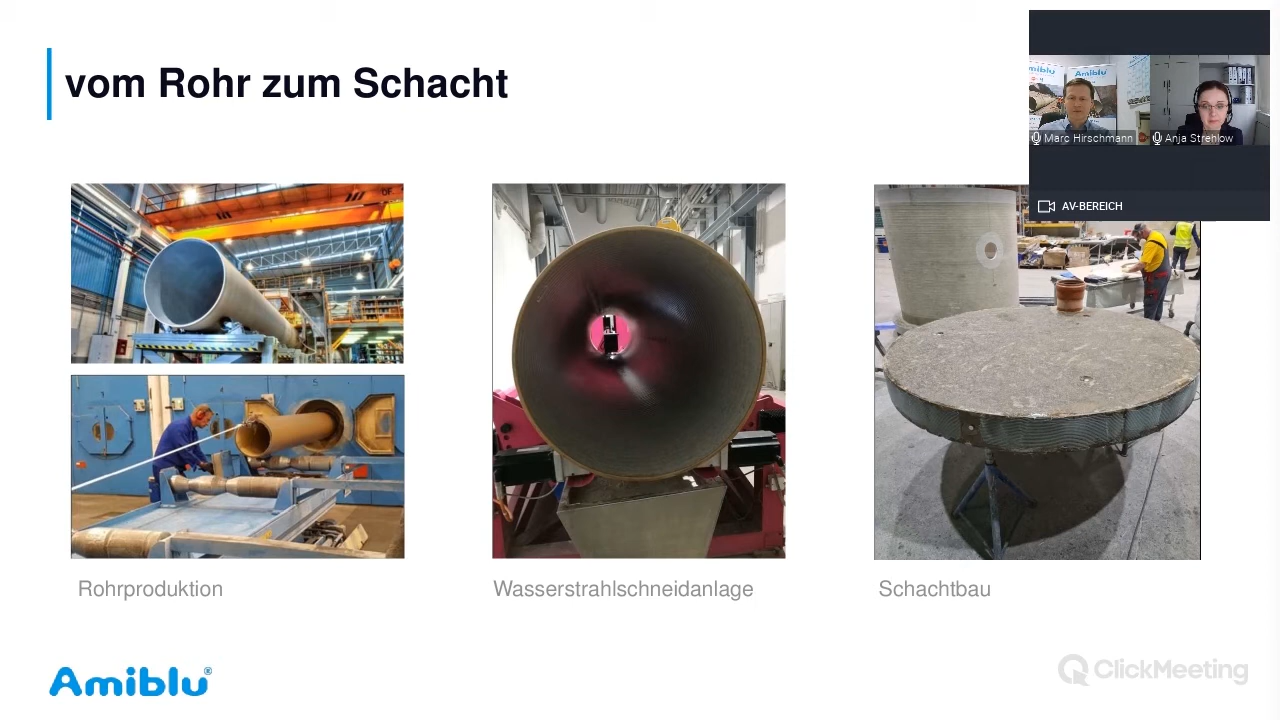 vom Rohr zum Schacht
Marc Hirschmann
Anja Strehlow
AV-BEREICH
Rohrproduktion
Wasserstrahlschneidanlage
Schachtbau
Amiblu®
ClickMeeting